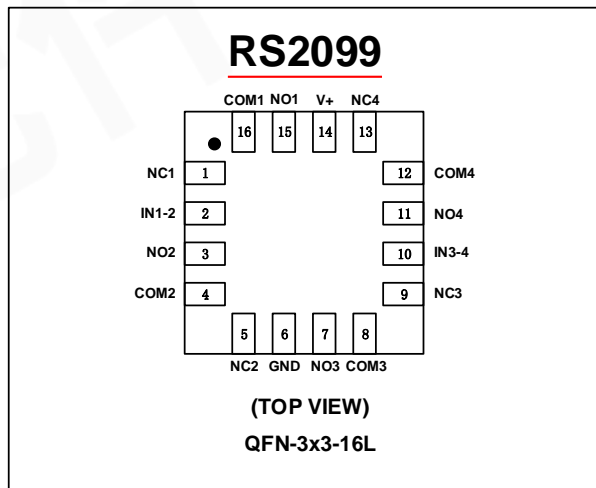 RS2099
COM1 NO1 V+ NC4
16 15 14 13
NC1 1 12 COM4
IN1-2 2 11 NO4
NO2 3 10 IN3-4
COM2 4 9 NC3
5 6 7 8
NC2 GND NO3 COM3
(TOP VIEW)
QFN-3x3-16L